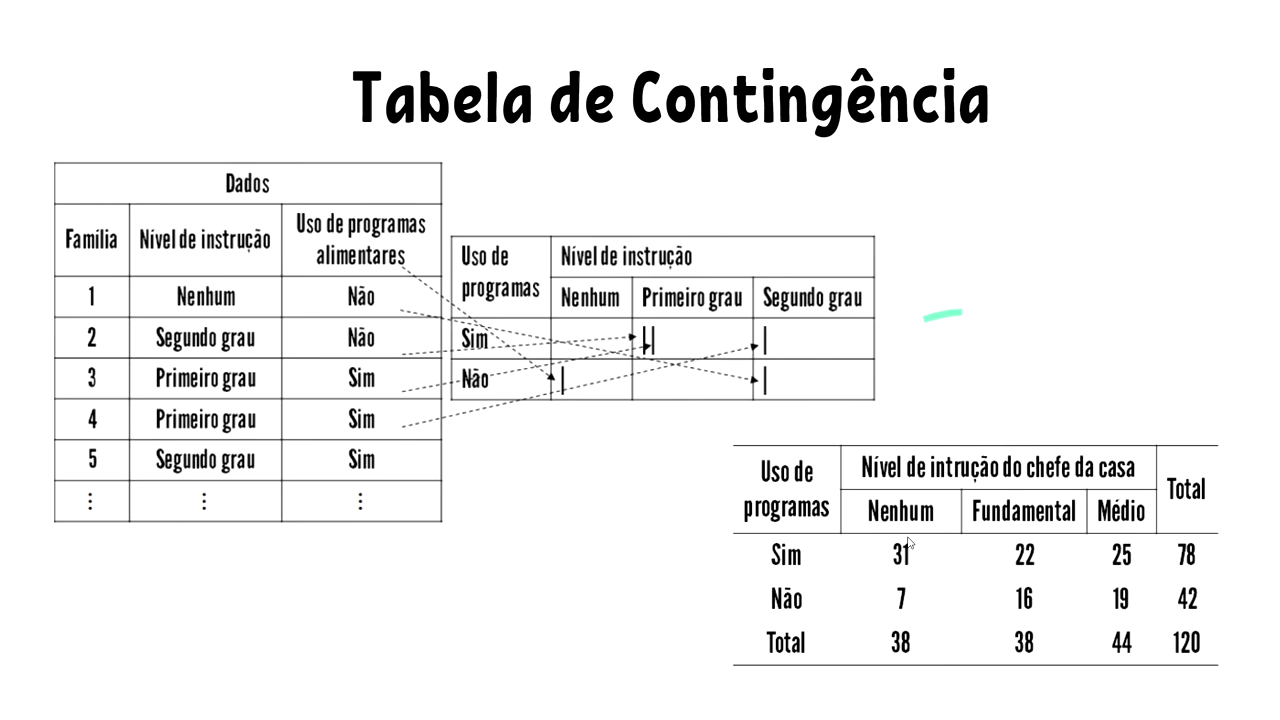 Tabela de Contingência
Dados
Família Nível de instrução Uso de programas
alimentares
1 Nenhum Não
2 Segundo grau Não
3 Primeiro grau Sim
4 Primeiro grau Sim
5 Segundo grau Sim
⋮ ⋮ ⋮
Uso de
programas
Nível de instrução
Nenhum Primeiro grau Segundo grau
Sim || |
Não | |
Uso de
programas
Nível de intrução do chefe da casa
Total
Nenhum Fundamental Médio
Sim 31 22 25 78
Não 7 16 19 42
Total 38 38 44 120